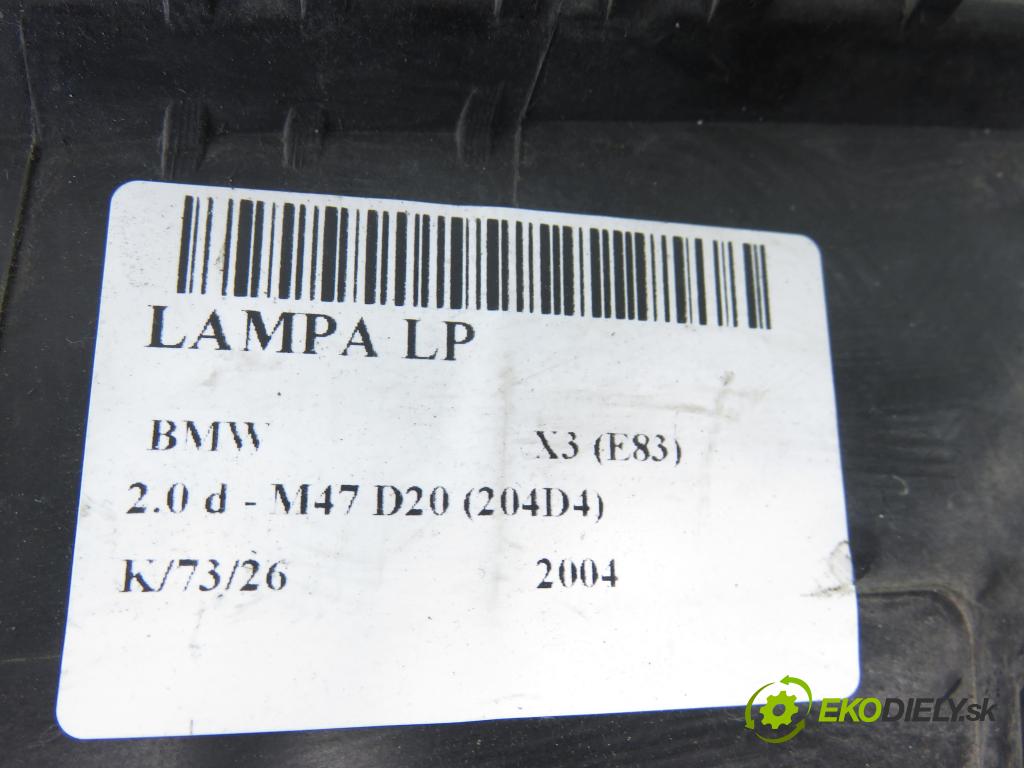 LAMPA LP
BMW X3 (E83)
2.0 d - M47 D20 (204D4)
K/73/26 2004
EKODIELY.sk